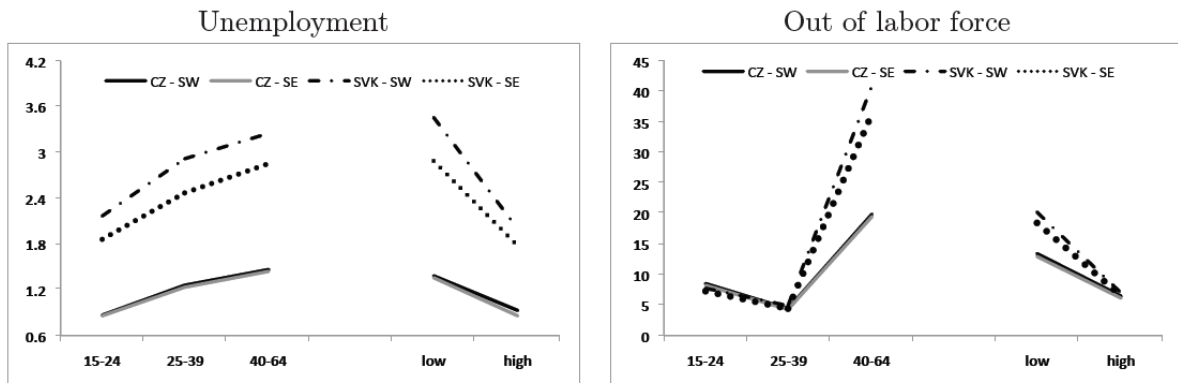 Unemployment
4.2
CZ - SW CZ - SE SVK - SW SVK - SE
3.6
3
2.4
1.8
1.2
0.6
15-24 25-39 40-64 low high
Out of labor force
45
CZ - SW CZ - SE SVK - SW SVK - SE
40
35
30
25
20
15
10
5
0
15-24 25-39 40-64 low high